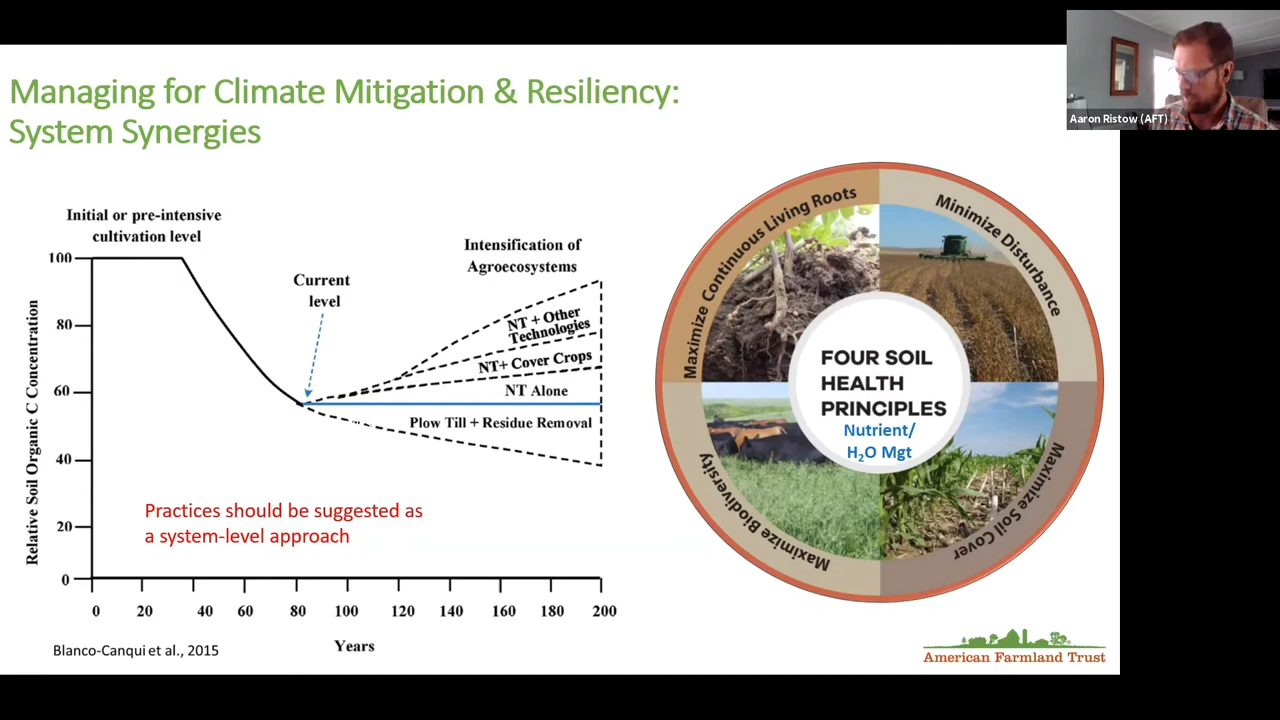 Managing for Climate Mitigation & Resiliency:
System Synergies
Aaron Ristow (AFT)
Initial or pre-intensive
cultivation level
Current
level
Intensification of
Agroecosystems
NT + Other
Technologies
NT+ Cover Crops
NT Alone
Plow Till + Residue Removal
Relative Soil Organic C Concentration
100
80
60
40
20
0
0 20 40 60 80 100 120 140 160 180 200
Years
Practices should be suggested as
a system-level approach
Blanco-Canqui et al., 2015
Maximize Continuous Living Roots
Minimize Disturbance
Maximize Biodiversity
Maximize Soil Cover
FOUR SOIL
HEALTH
PRINCIPLES
Nutrient/
H₂O Mgt
American Farmland Trust